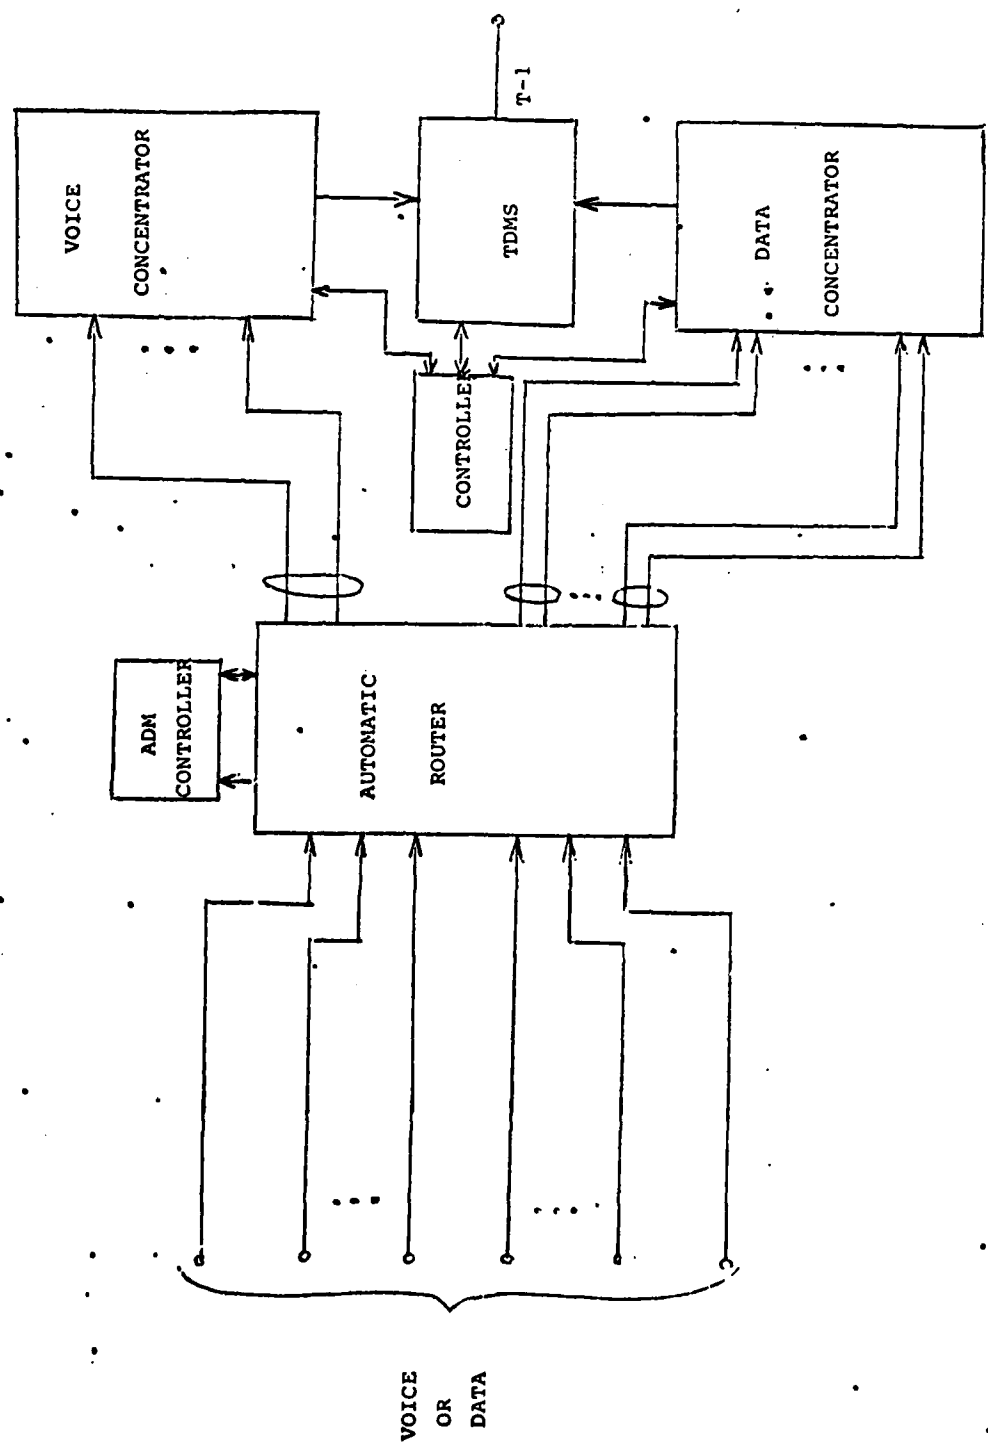 VOICE
OR
DATA
AUTOMATIC
ROUTER
ADM
CONTROLLER
CONTROLLER
VOICE
CONCENTRATOR
TDMS
T-1
DATA
CONCENTRATOR